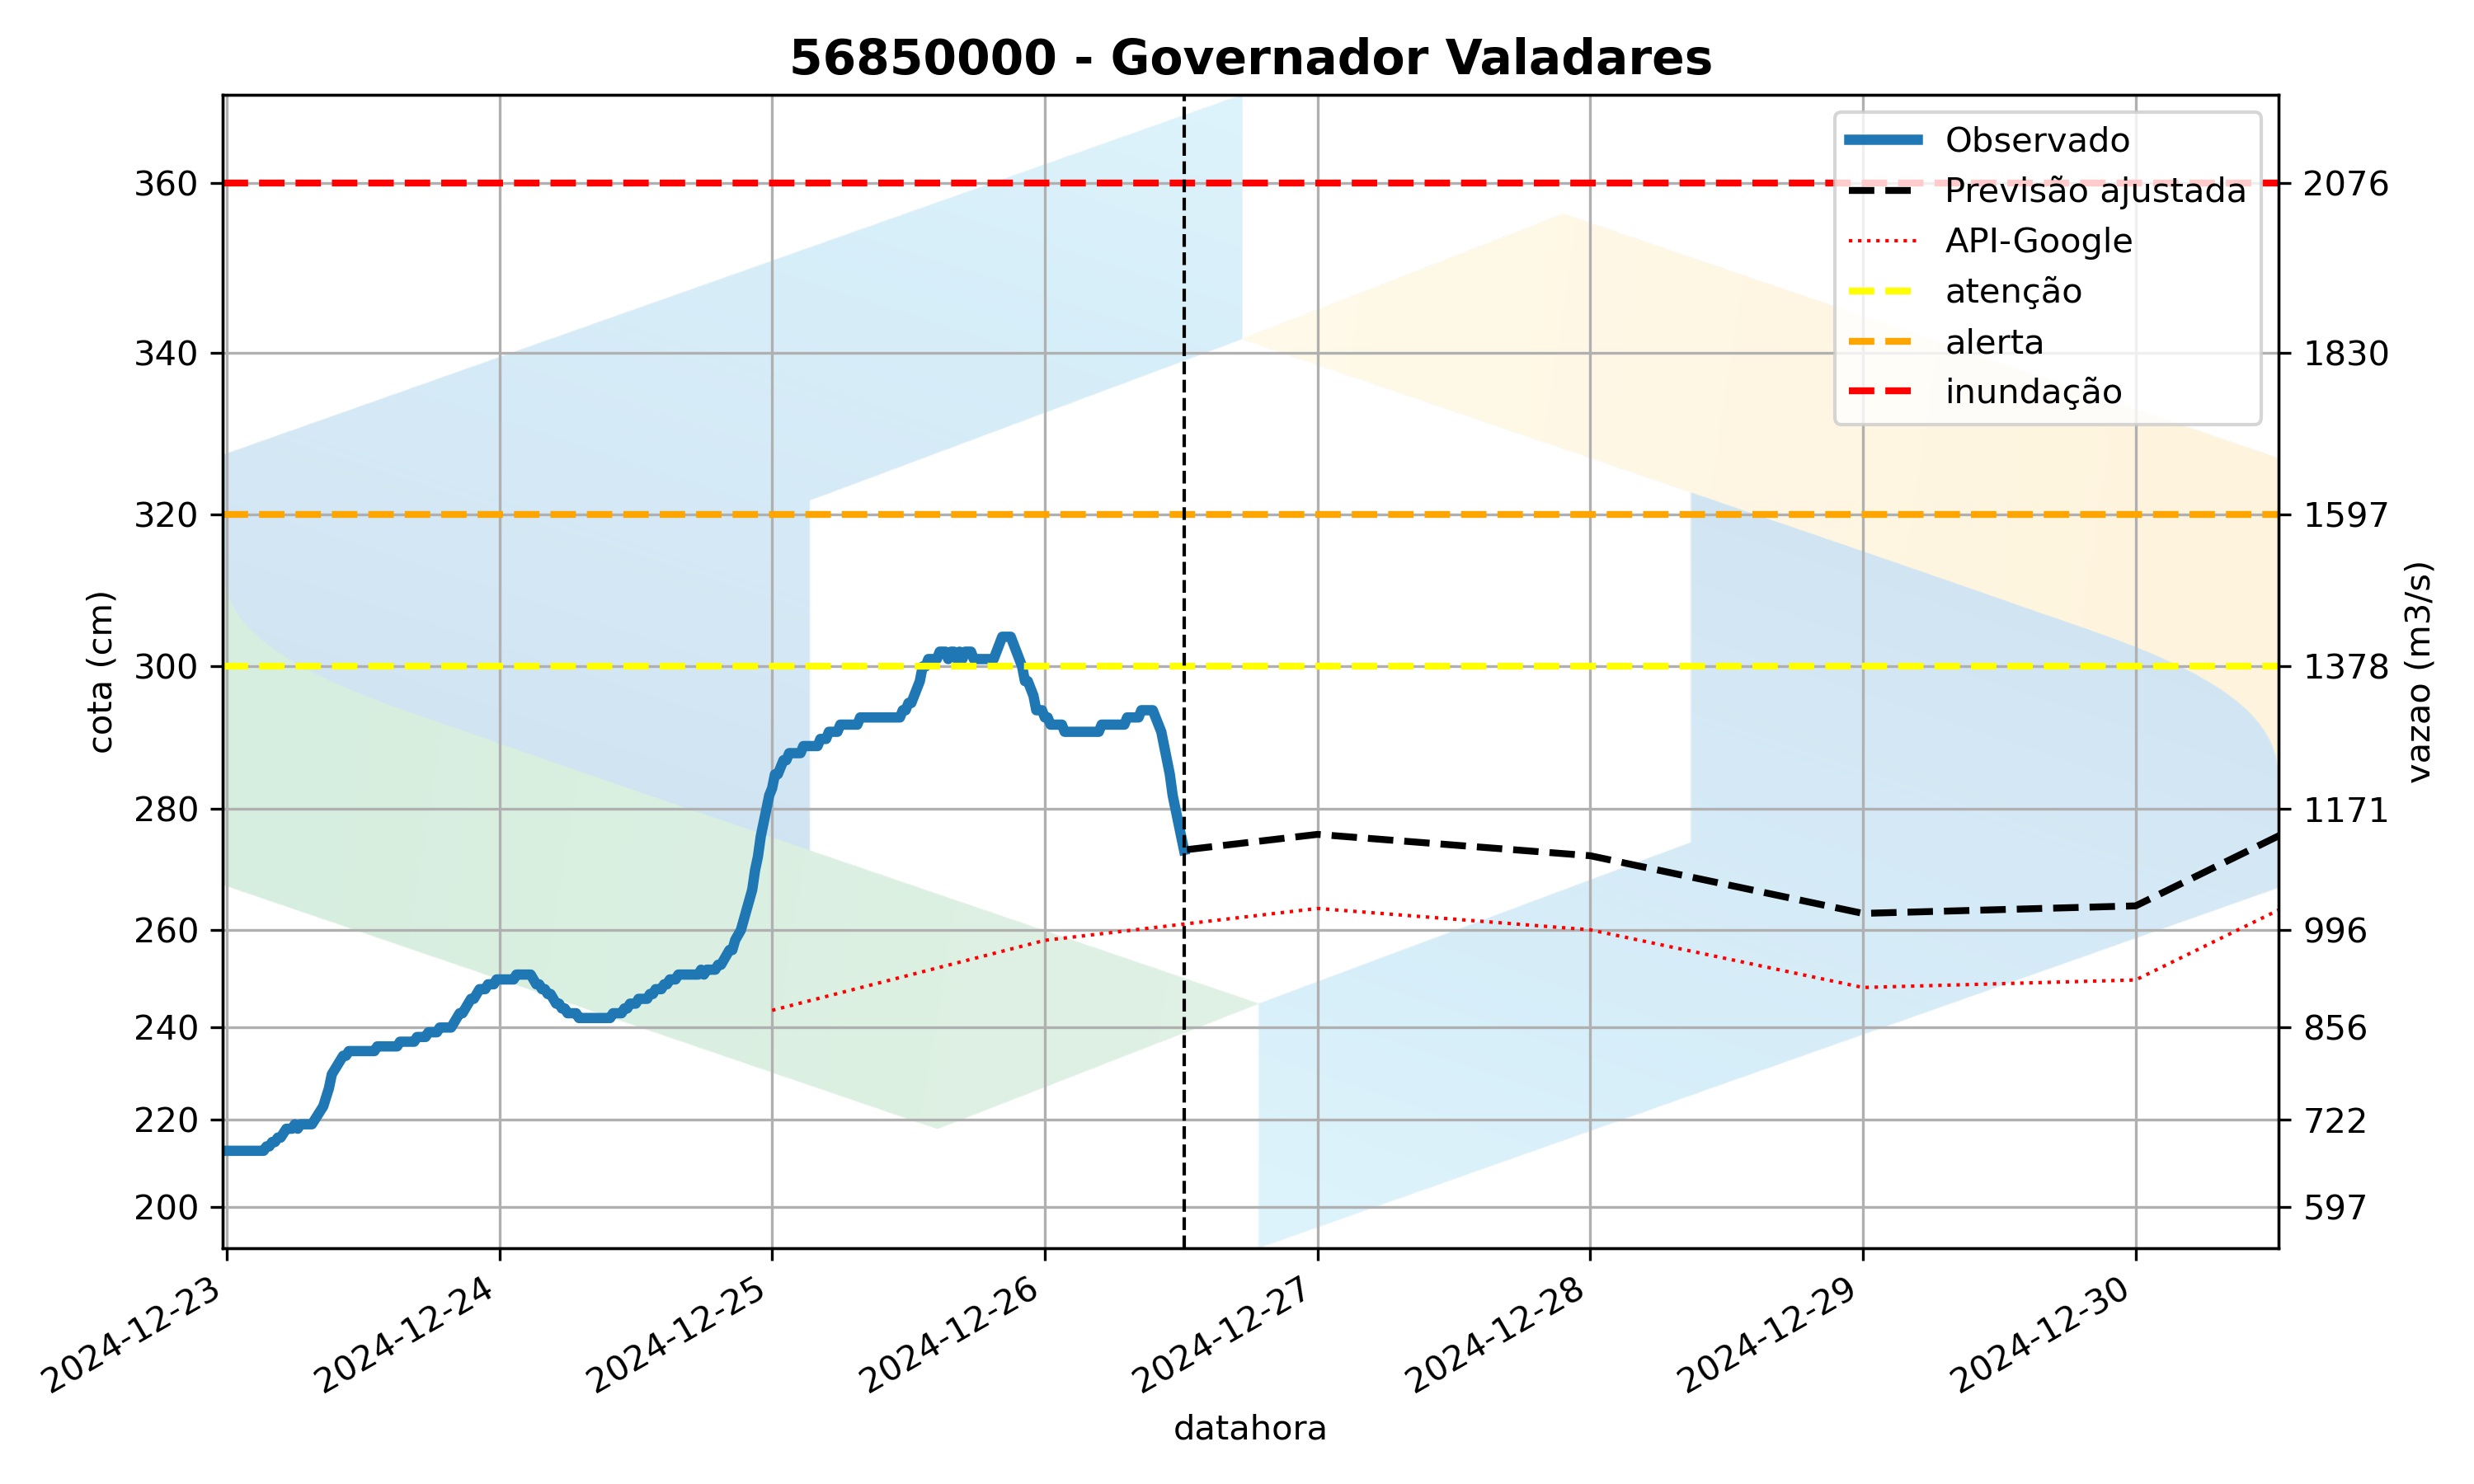 56850000 - Governador Valadares
Observado
Previsão ajustada
API-Google
atenção
alerta
inundação
cota (cm)
360
340
320
300
280
260
240
220
200
2076
1830
1597
1378
1171
996
856
722
597
vazao (m3/s)
2024-12-23
2024-12-24
2024-12-25
2024-12-26
2024-12-27
2024-12-28
2024-12-29
2024-12-30
datahora